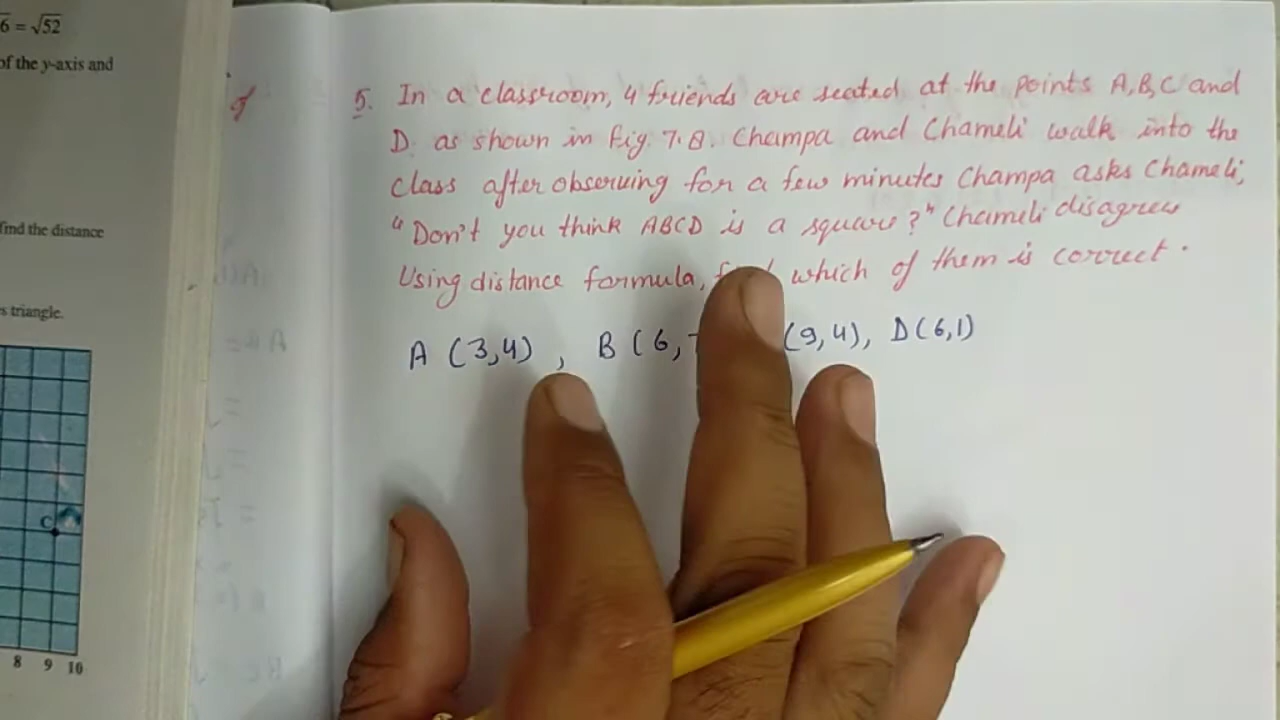 6 = √52
of the y-axis and
find the distance
s triangle.
C
8 9 10
of
5. In a classroom, 4 friends are seated at the points A, B, C and
D as shown in Fig. 7.8. Champa and Chameli walk into the
class after observing for a few minutes Champa asks Chameli,
"Don't you think ABCD is a square?" Chameli disagrees
Using distance formula, which of them is correct.
A (3,4), B (6, (9,4), D(6,1)